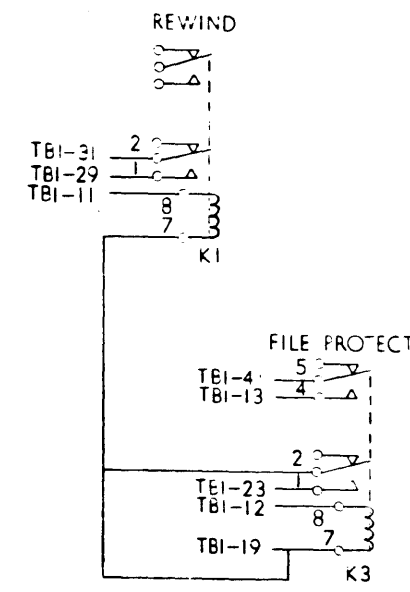 REWIND
2
TB1-31
1
TB1-29
TB1-11
8
7
K1
FILE PROTECT
5
TB1-4
4
TB1-13
2
1
TB1-23
TB1-12
8
7
TB1-19
K3